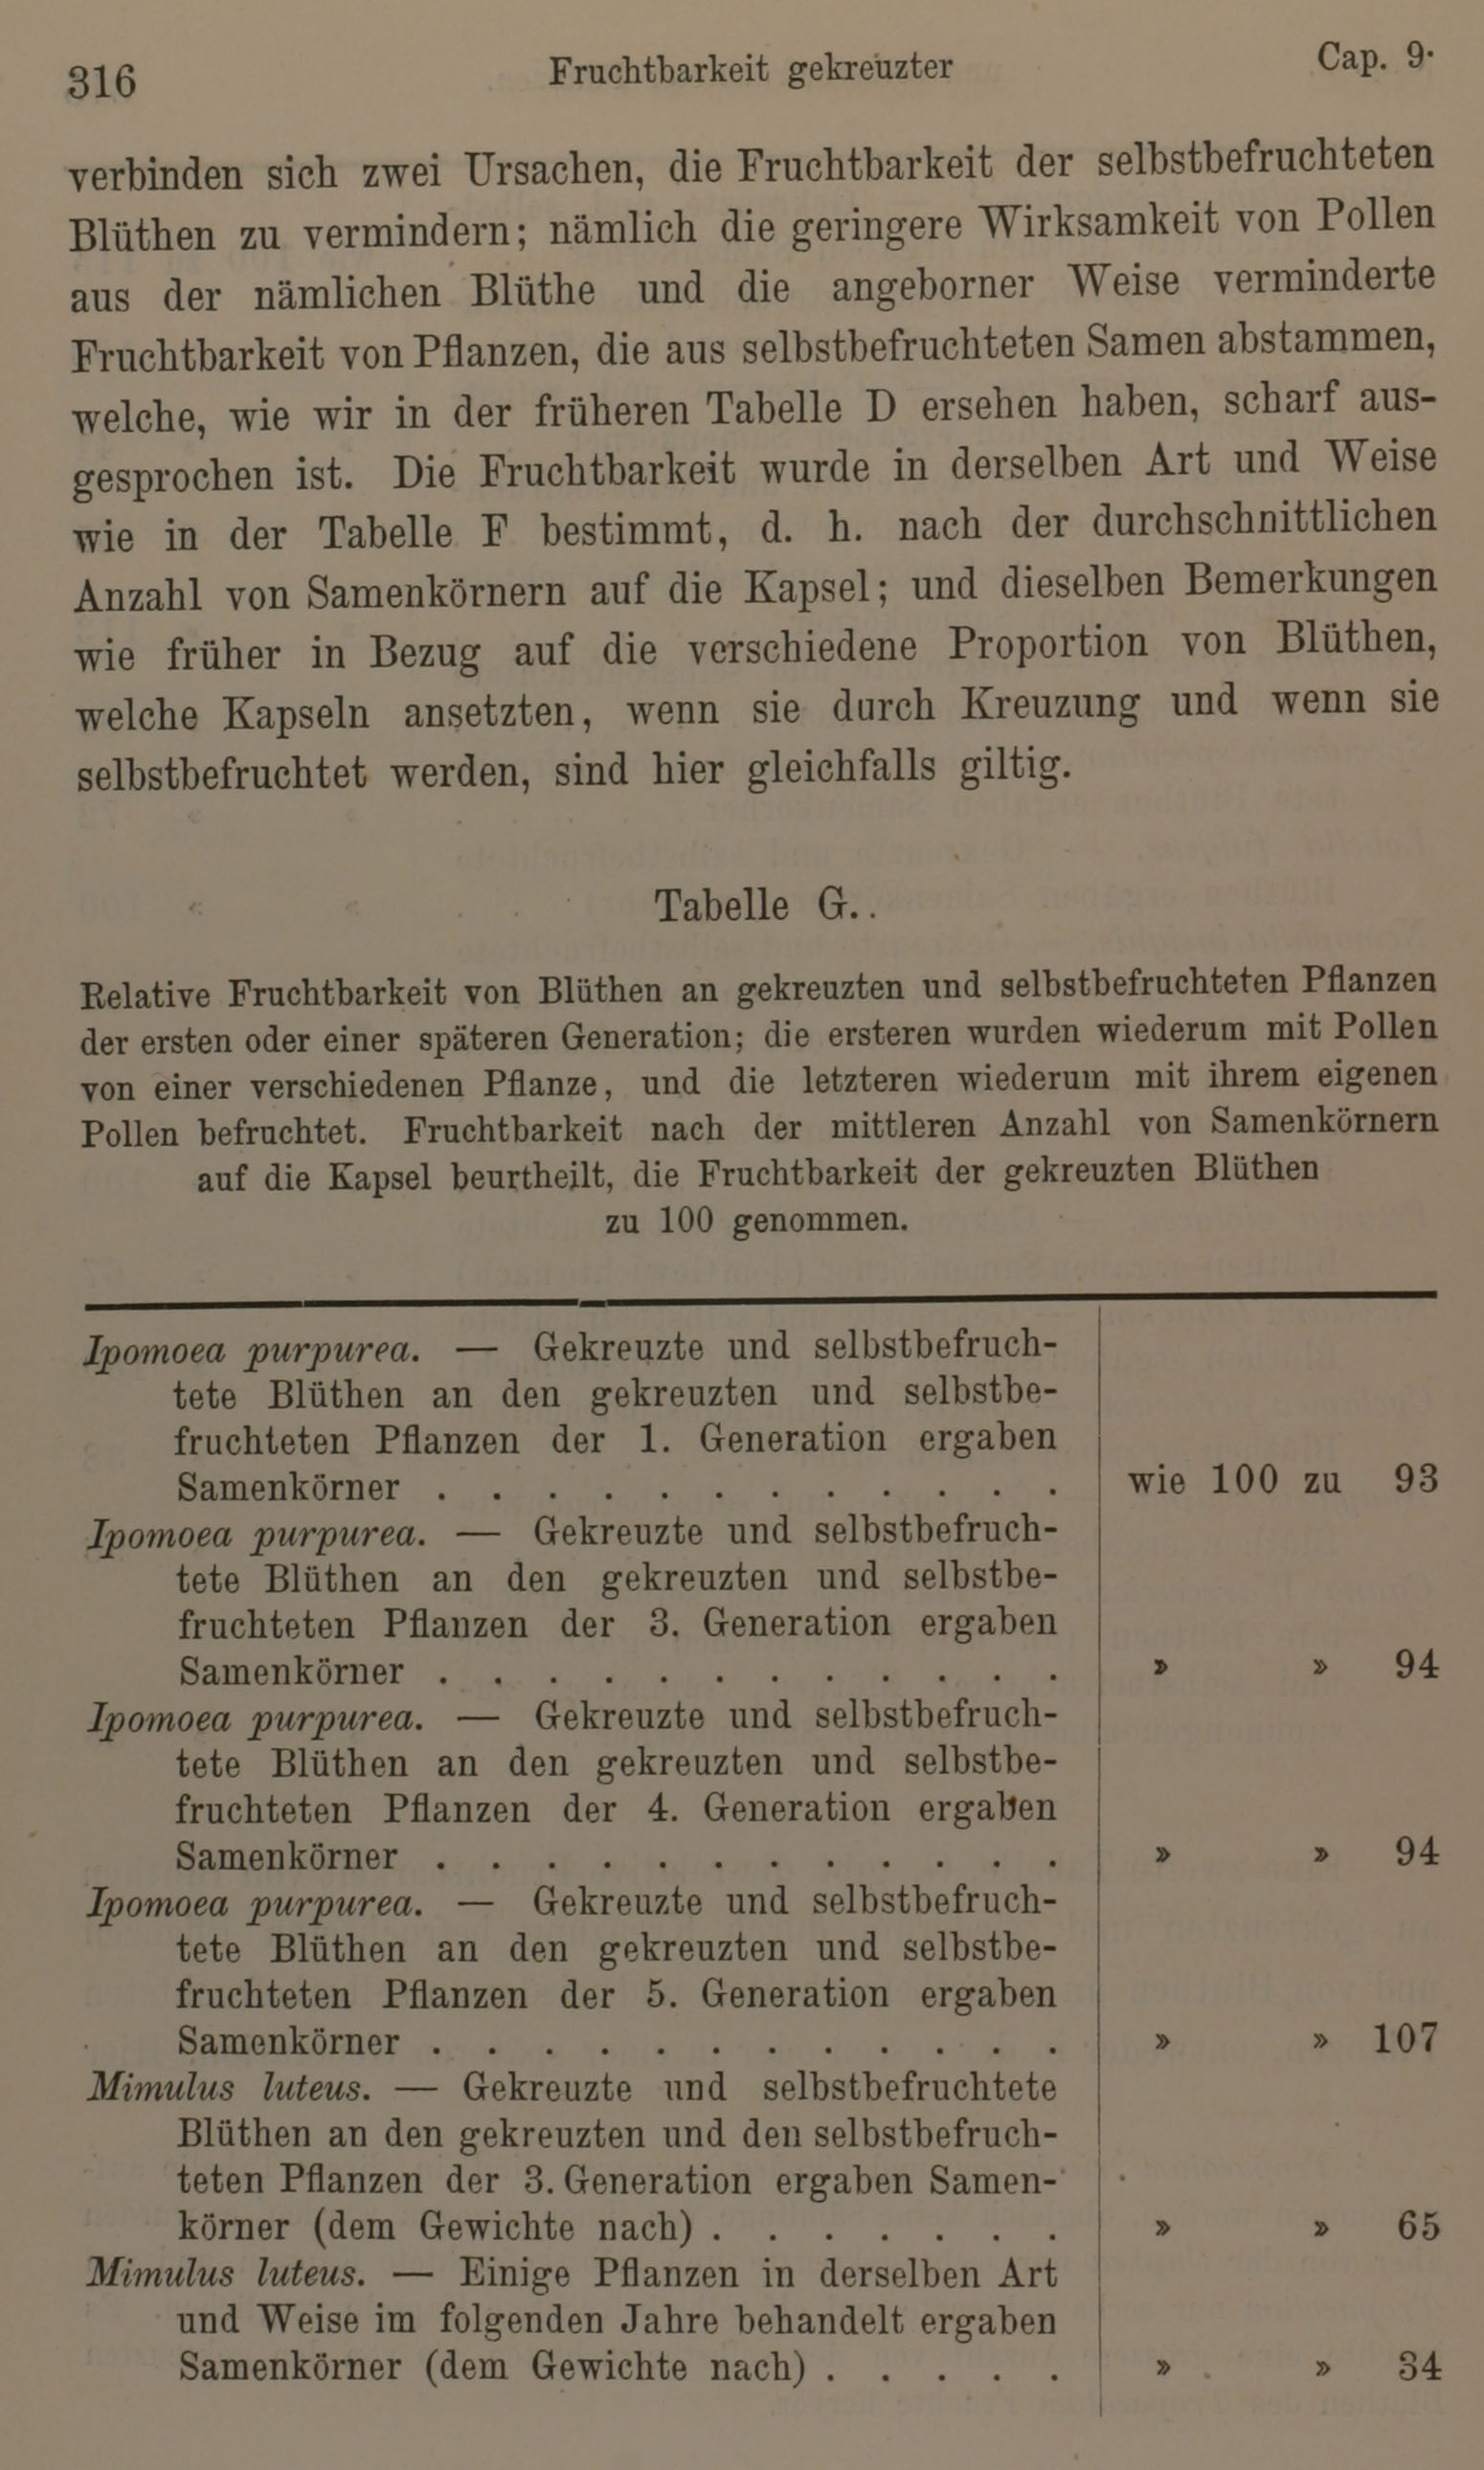 316 Fruchtbarkeit gekreuzter Cap. 9.
verbinden sich zwei Ursachen, die Fruchtbarkeit der selbstbefruchteten
Blüthen zu vermindern; nämlich die geringere Wirksamkeit von Pollen
aus der nämlichen Blüthe und die angeborner Weise verminderte
Fruchtbarkeit von Pflanzen, die aus selbstbefruchteten Samen abstammen,
welche, wie wir in der früheren Tabelle D ersehen haben, scharf aus-
gesprochen ist. Die Fruchtbarkeit wurde in derselben Art und Weise
wie in der Tabelle F bestimmt, d. h. nach der durchschnittlichen
Anzahl von Samenkörnern auf die Kapsel; und dieselben Bemerkungen
wie früher in Bezug auf die verschiedene Proportion von Blüthen,
welche Kapseln ansetzten, wenn sie durch Kreuzung und wenn sie
selbstbefruchtet werden, sind hier gleichfalls giltig.
Tabelle G..
Relative Fruchtbarkeit von Blüthen an gekreuzten und selbstbefruchteten Pflanzen
der ersten oder einer späteren Generation; die ersteren wurden wiederum mit Pollen
von einer verschiedenen Pflanze, und die letzteren wiederum mit ihrem eigenen
Pollen befruchtet. Fruchtbarkeit nach der mittleren Anzahl von Samenkörnern
auf die Kapsel beurtheilt, die Fruchtbarkeit der gekreuzten Blüthen
zu 100 genommen.
Ipomoea purpurea. — Gekreuzte und selbstbefruch-
tete Blüthen an den gekreuzten und selbstbe-
fruchteten Pflanzen der 1. Generation ergaben
Samenkörner . . . . . . . . . . . . wie 100 zu 93
Ipomoea purpurea. — Gekreuzte und selbstbefruch-
tete Blüthen an den gekreuzten und selbstbe-
fruchteten Pflanzen der 3. Generation ergaben
Samenkörner . . . . . . . . . . . . » » 94
Ipomoea purpurea. — Gekreuzte und selbstbefruch-
tete Blüthen an den gekreuzten und selbstbe-
fruchteten Pflanzen der 4. Generation ergaben
Samenkörner . . . . . . . . . . . . » » 94
Ipomoea purpurea. — Gekreuzte und selbstbefruch-
tete Blüthen an den gekreuzten und selbstbe-
fruchteten Pflanzen der 5. Generation ergaben
Samenkörner . . . . . . . . . . . . » » 107
Mimulus luteus. — Gekreuzte und selbstbefruchtete
Blüthen an den gekreuzten und den selbstbefruch-
teten Pflanzen der 3. Generation ergaben Samen-
körner (dem Gewichte nach) . . . . . . . » » 65
Mimulus luteus. — Einige Pflanzen in derselben Art
und Weise im folgenden Jahre behandelt ergaben
Samenkörner (dem Gewichte nach) . . . . . » » 34